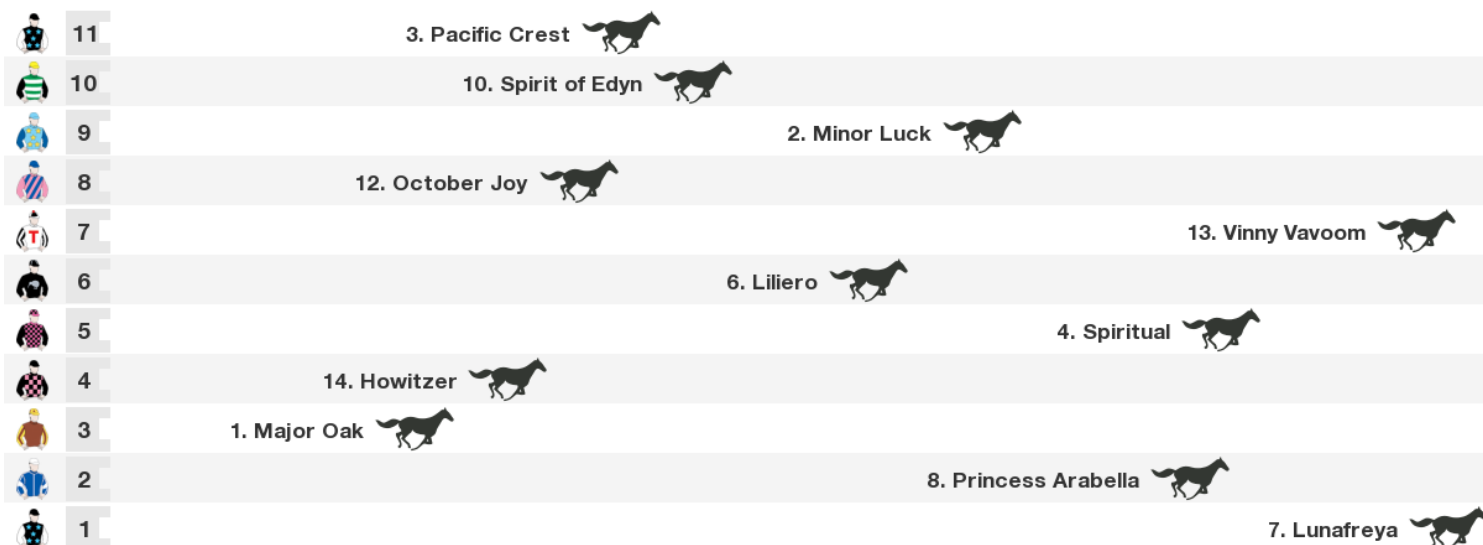 11 3. Pacific Crest
10 10. Spirit of Edyn
9 2. Minor Luck
8 12. October Joy
T 7 13. Vinny Vavoom
6 6. Liliero
5 4. Spiritual
4 14. Howitzer
3 1. Major Oak
2 8. Princess Arabella
1 7. Lunafreya